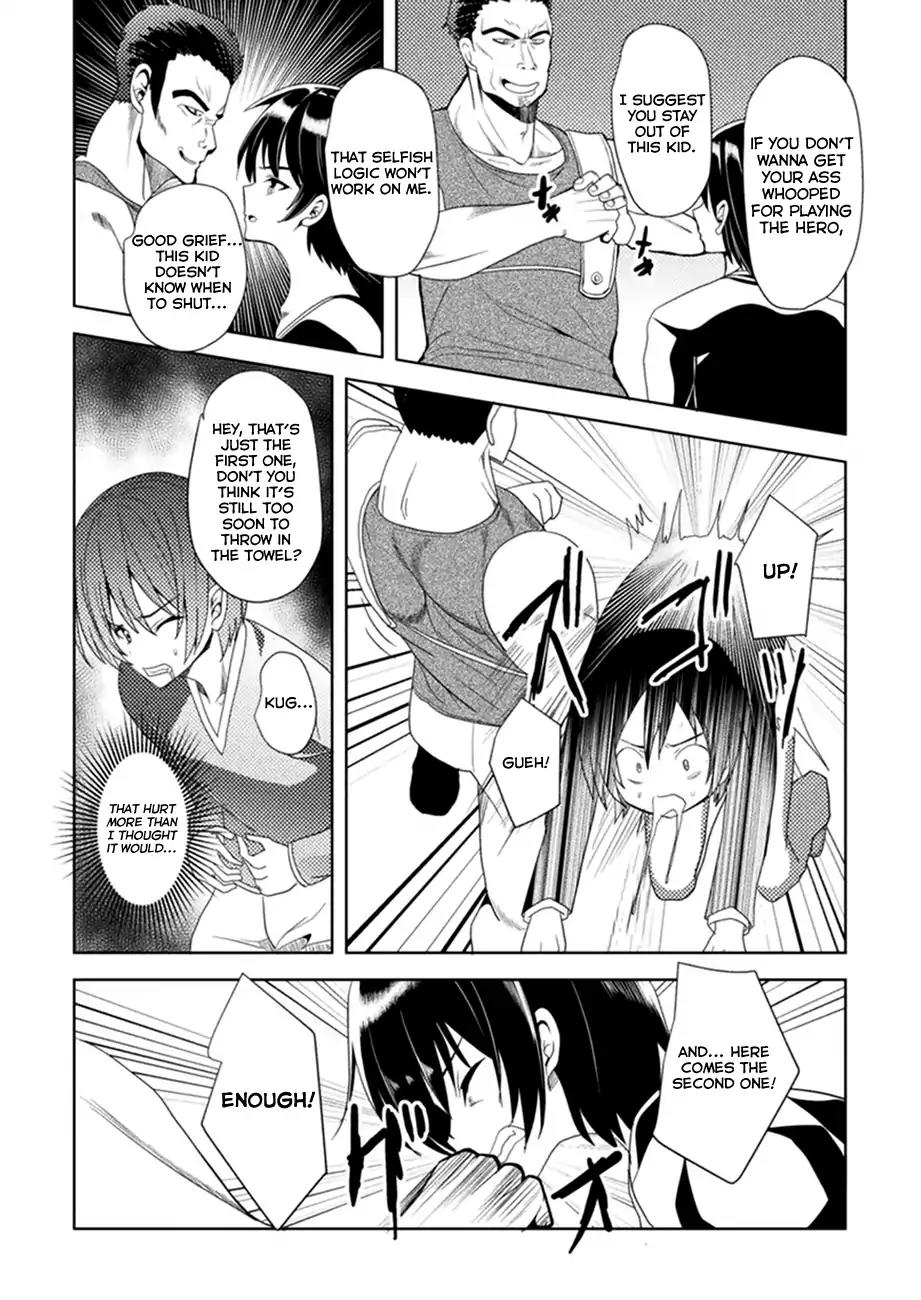 IF YOU DON'T
WANNA GET
YOUR ASS
WHOOPED
FOR PLAYING
THE HERO,
I SUGGEST
YOU STAY
OUT OF
THIS KID.
THAT SELFISH
LOGIC WON'T
WORK ON ME.
GOOD GRIEF...
THIS KID
DOESN'T
KNOW WHEN
TO SHUT...
UP!
ズ
ズ
GUEH!
HEY, THAT'S
JUST THE
FIRST ONE,
DON'T YOU
THINK IT'S
STILL TOO
SOON TO
THROW IN
THE TOWEL?
KUG...
THAT HURT
MORE THAN
I THOUGHT
IT WOULD...
AND... HERE
COMES THE
SECOND ONE!
ENOUGH!